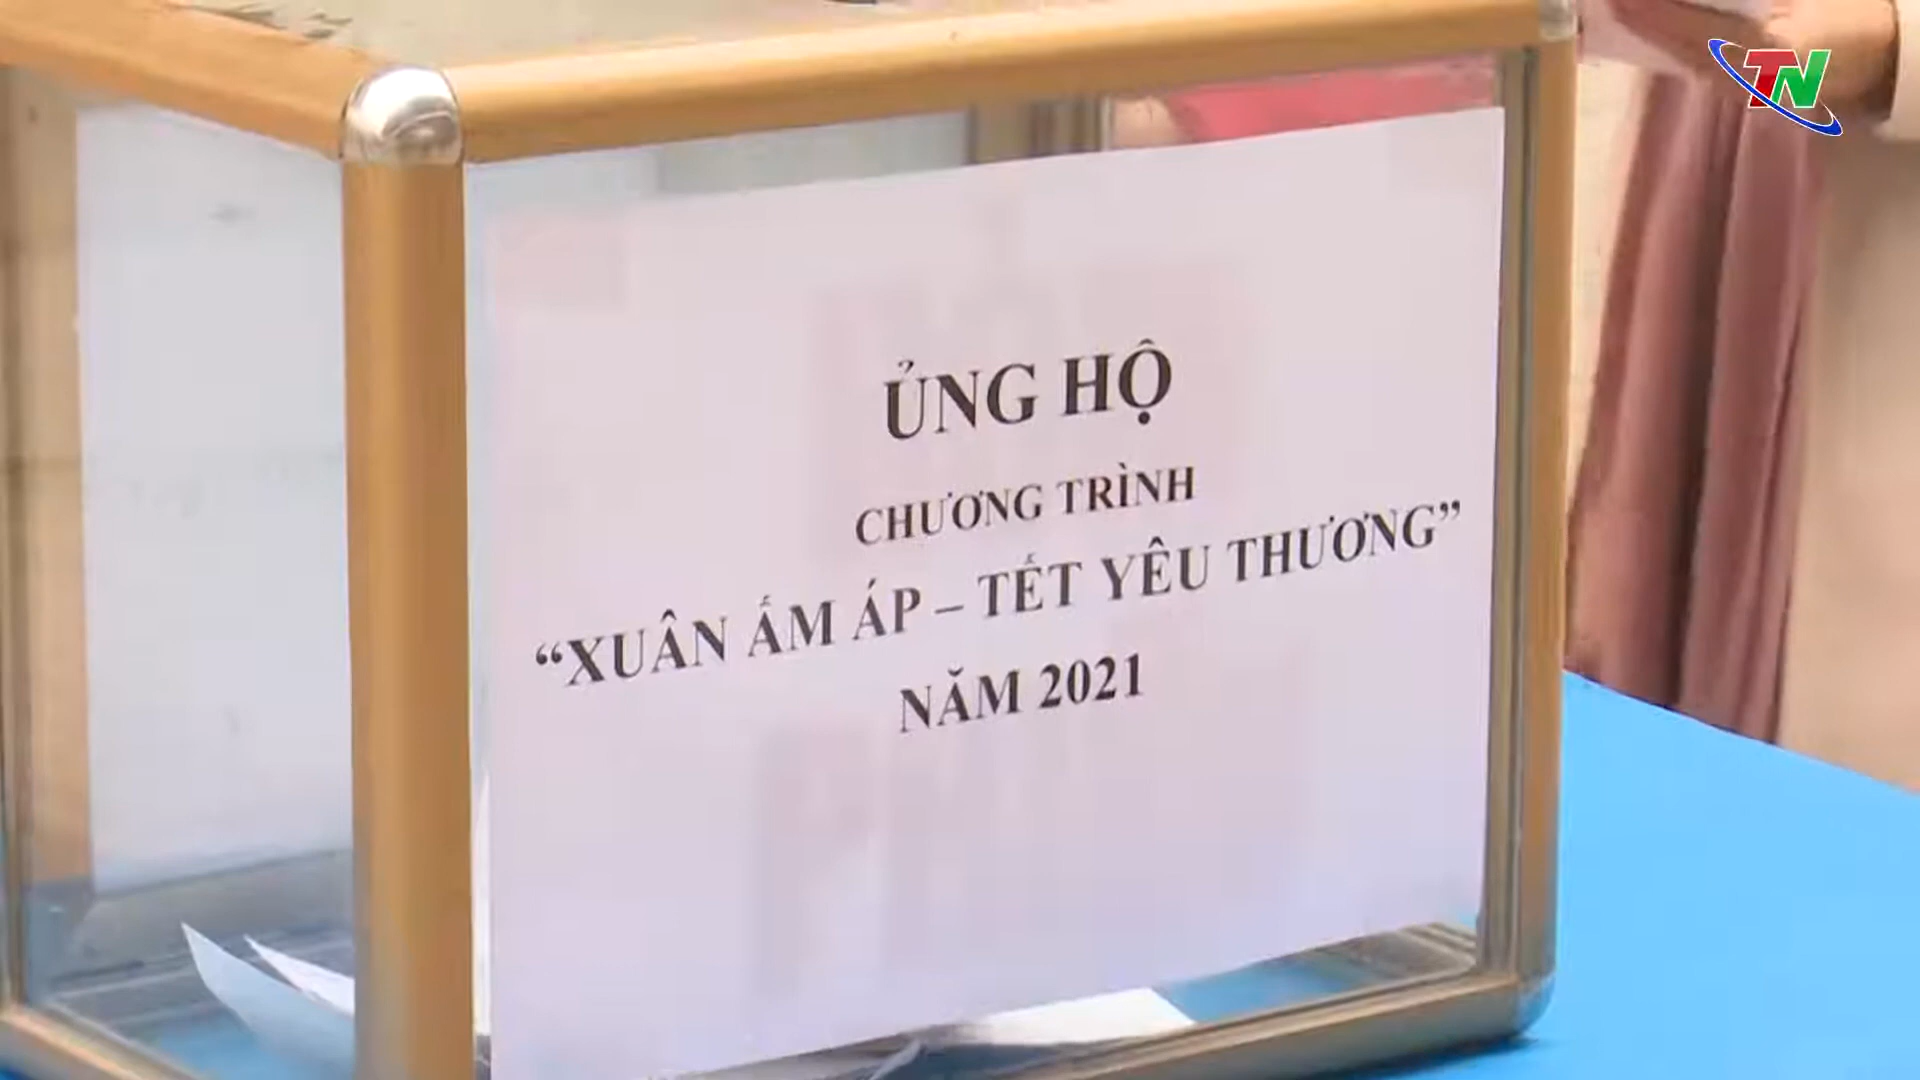 TN
ỦNG HỘ
CHƯƠNG TRÌNH
“XUÂN ẤM ÁP – TẾT YÊU THƯƠNG”
NĂM 2021